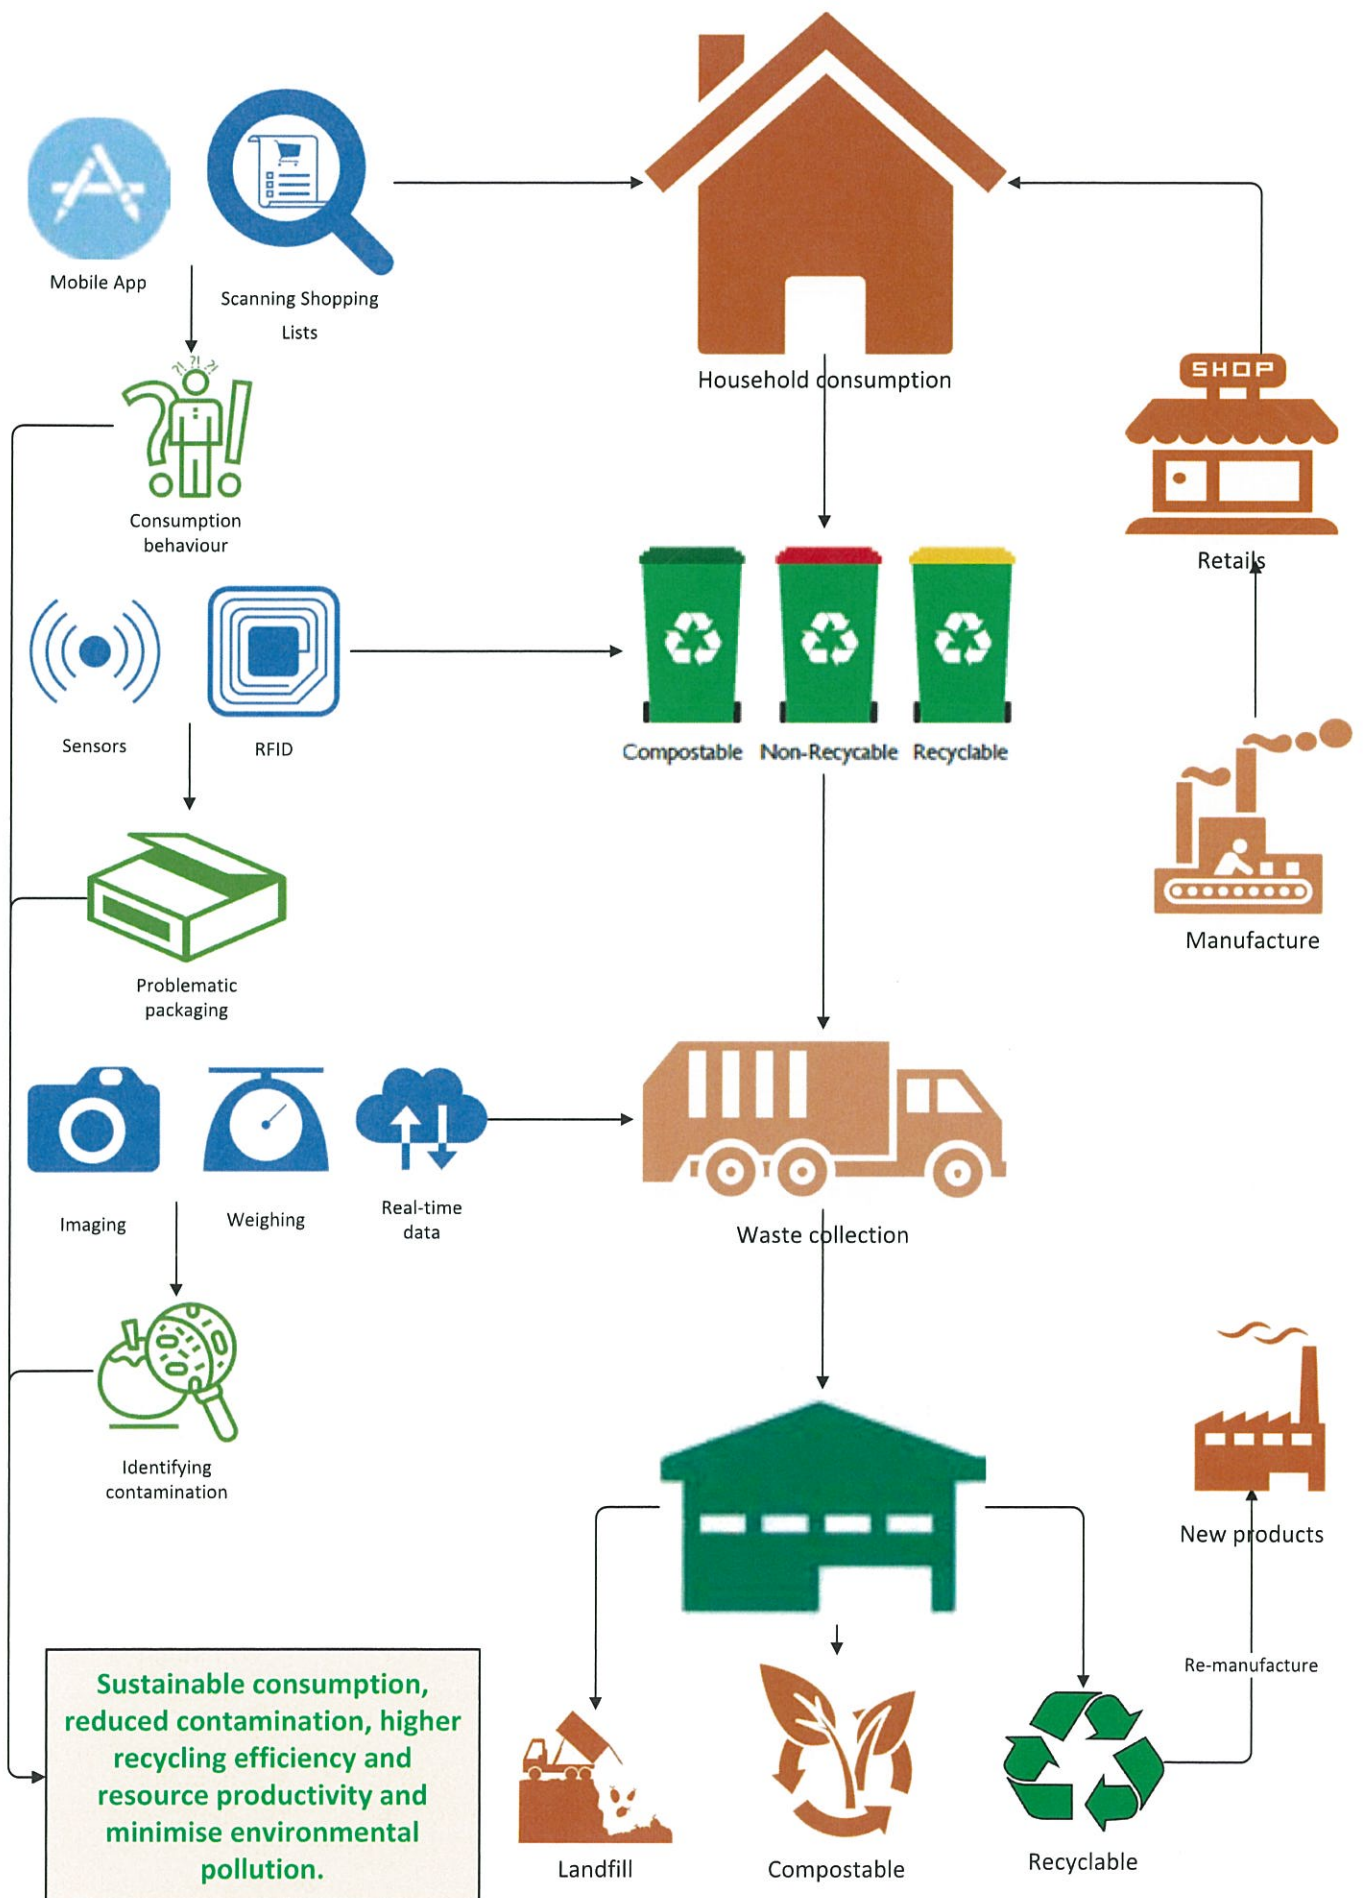 Mobile App
Scanning Shopping
Lists
Household consumption
SHOP
Retails
Consumption
behaviour
Sensors
RFID
Compostable
Non-Recycable
Recyclable
Manufacture
Problematic
packaging
Imaging
Weighing
Real-time
data
Waste collection
Identifying
contamination
New products
Re-manufacture
Sustainable consumption,
reduced contamination, higher
recycling efficiency and
resource productivity and
minimise environmental
pollution.
Landfill
Compostable
Recyclable